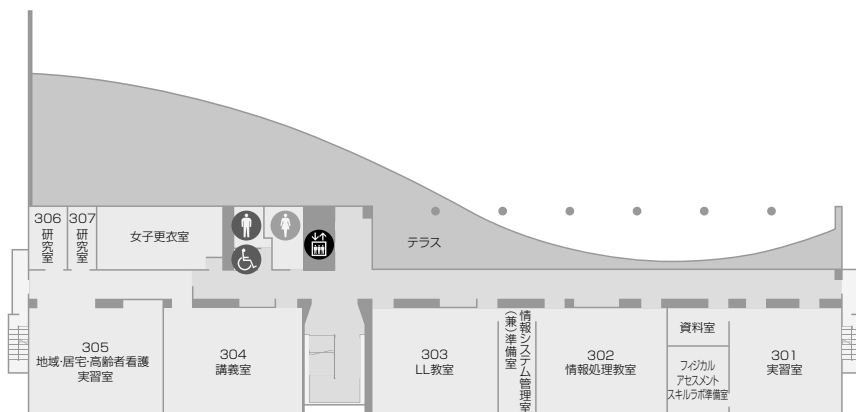 306
研究室
307
研究室
女子更衣室
テラス
305
地域・居宅・高齢者看護
実習室
304
講義室
303
LL教室
情報システム管理室
(兼)準備室
302
情報処理教室
資料室
フィジカル
アセスメント
スキルラボ準備室
301
実習室